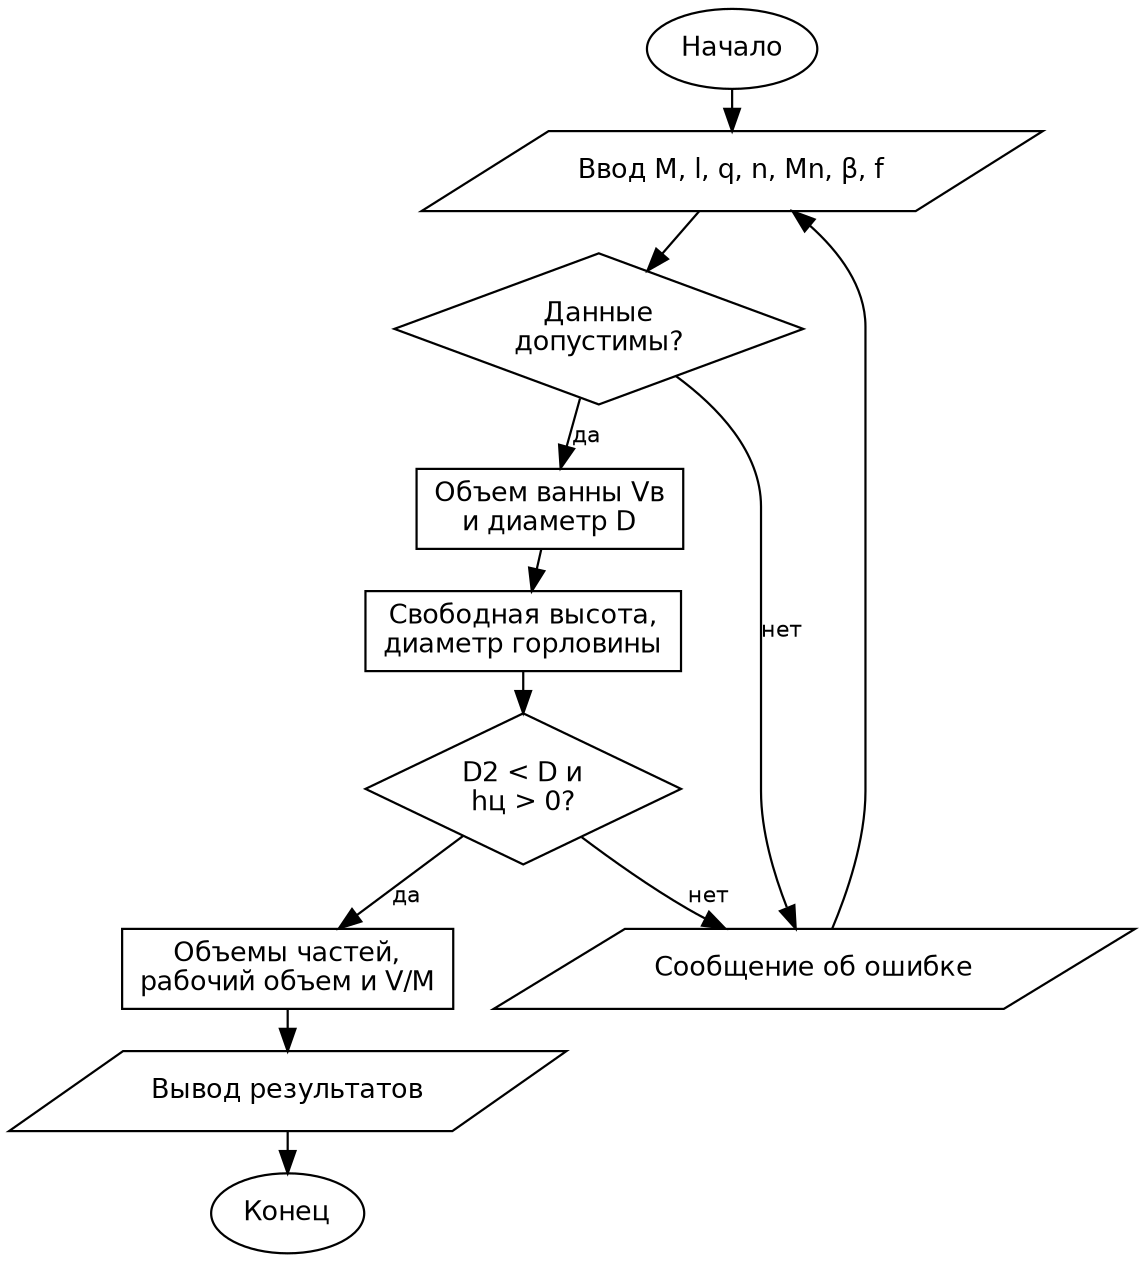 Начало
Ввод M, l, q, n, Mn, β, f
Данные
допустимы?
да
Объем ванны Vв
и диаметр D
Свободная высота,
диаметр горловины
нет
D2 < D и
hц > 0?
да
нет
Объемы частей,
рабочий объем и V/M
Сообщение об ошибке
Вывод результатов
Конец